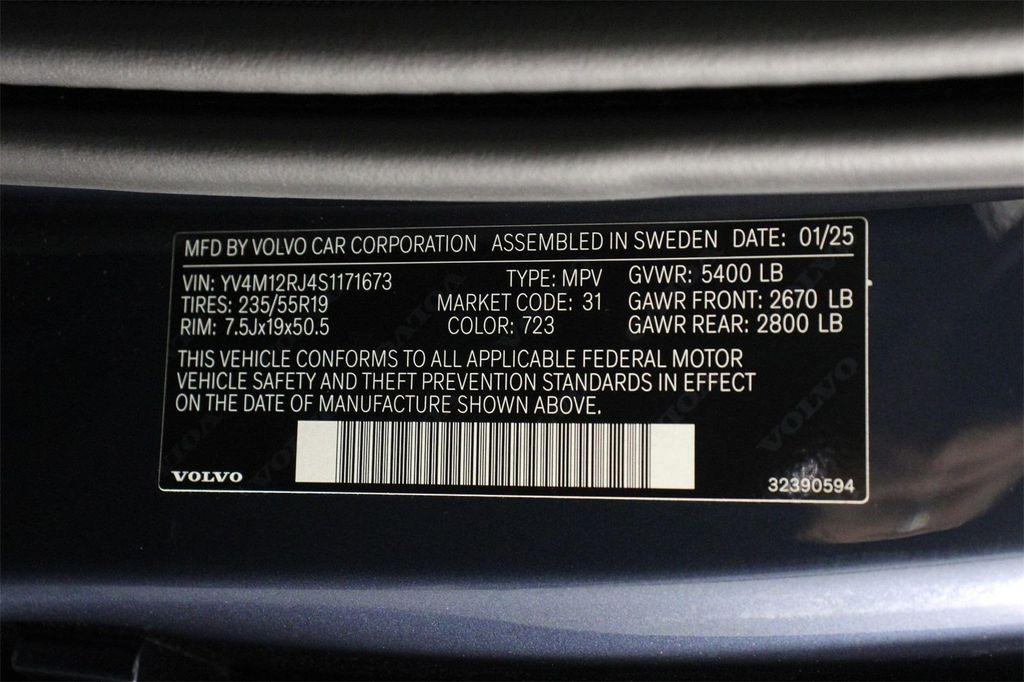 MFD BY VOLVO CAR CORPORATION ASSEMBLED IN SWEDEN DATE: 01/25
VIN: YV4M12RJ4S1171673 TYPE: MPV GVWR: 5400 LB
TIRES: 235/55R19 MARKET CODE: 31 GAWR FRONT: 2670 LB
RIM: 7.5Jx19x50.5 COLOR: 723 GAWR REAR: 2800 LB
THIS VEHICLE CONFORMS TO ALL APPLICABLE FEDERAL MOTOR
VEHICLE SAFETY AND THEFT PREVENTION STANDARDS IN EFFECT
ON THE DATE OF MANUFACTURE SHOWN ABOVE.
VOLVO
VOLVO
32390594